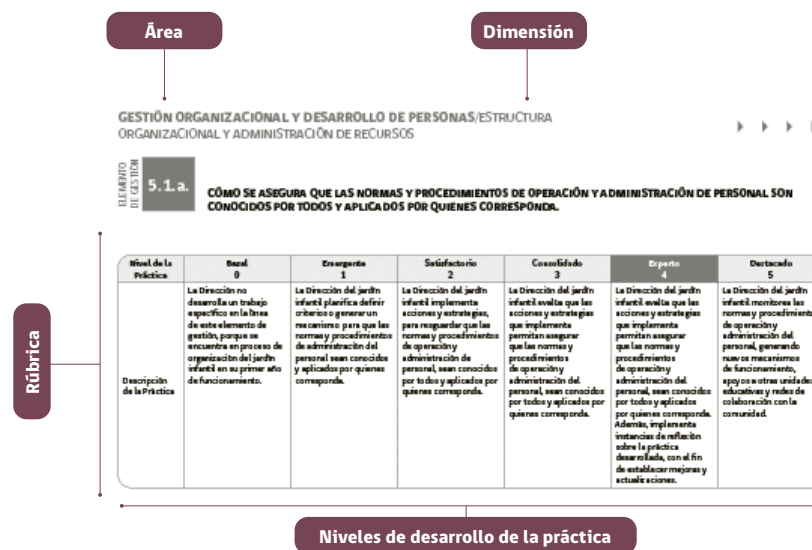 Área
Dimensión
GESTIÓN ORGANIZACIONAL Y DESARROLLO DE PERSONAS/ESTRUCTURA
ORGANIZACIONAL Y ADMINISTRACIÓN DE RECURSOS
ELEMENTO
DE GESTIÓN
5.1.a.
CÓMO SE ASEGURA QUE LAS NORMAS Y PROCEDIMIENTOS DE OPERACIÓN Y ADMINISTRACIÓN DE PERSONAL SON
CONOCIDOS POR TODOS Y APLICADOS POR QUIENES CORRESPONDA.
Rúbrica
Nivel de la
Práctica
Basal
0
Emergente
1
Satisfactorio
2
Consolidado
3
Experto
4
Destacado
5
Descripción
de la Práctica
La Dirección no
desarrolla un trabajo
específico en la línea
de este elemento de
gestión, porque se
encuentra en proceso de
organización del jardín
infantil en su primer año
de funcionamiento.
La Dirección del jardín
infantil planifica definir
criterios o generar un
mecanismo para que las
normas y procedimientos
de administración del
personal sean conocidos
y aplicados por quienes
corresponda.
La Dirección del jardín
infantil implementa
acciones y estrategias,
para resguardar que las
normas y procedimientos
de operación y
administración de
personal, sean conocidos
por todos y aplicados por
quienes corresponda.
La Dirección del jardín
infantil evalúa que las
acciones y estrategias
que implementa
permitan asegurar
que las normas y
procedimientos
de operación y
administración del
personal, sean conocidos
por todos y aplicados por
quienes corresponda.
La Dirección del jardín
infantil evalúa que las
acciones y estrategias
que implementa
permitan asegurar
que las normas y
procedimientos
de operación y
administración del
personal, sean conocidos
por todos y aplicados
por quienes corresponda.
Además, implementa
instancias de reflexión
sobre la práctica
desarrollada, con el fin
de establecer mejoras y
actualizaciones.
La Dirección del jardín
infantil monitorea las
normas y procedimiento
de operación y
administración del
personal, generando
nuevos mecanismos
de funcionamiento,
apoyos a otras unidades
educativas y redes de
colaboración con la
comunidad.
Niveles de desarrollo de la práctica